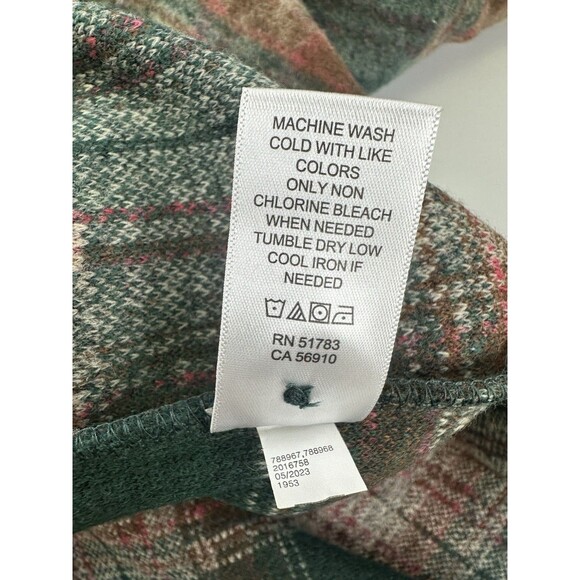 MACHINE WASH
COLD WITH LIKE
COLORS
ONLY NON
CHLORINE BLEACH
WHEN NEEDED
TUMBLE DRY LOW
COOL IRON IF
NEEDED
RN 51783
CA 56910
788967,788968
2016758
05/2023
1953